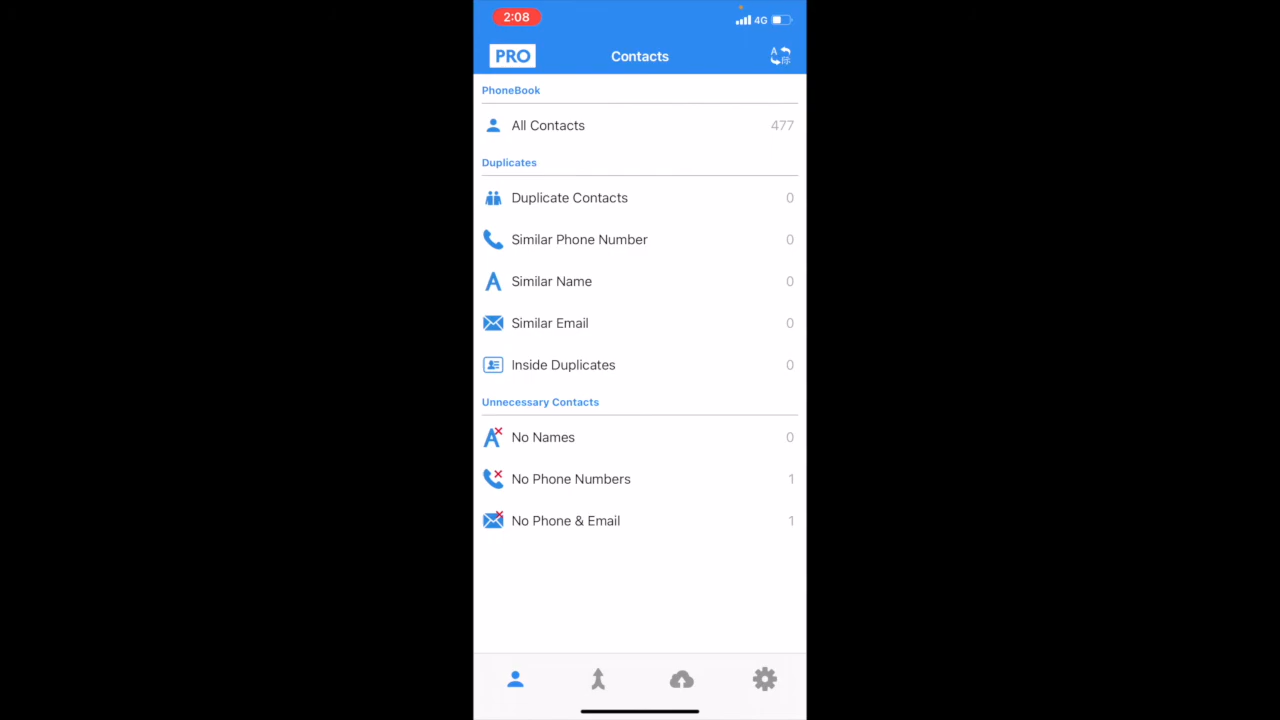 2:08
4G
PRO
Contacts
PhoneBook
All Contacts 477
Duplicates
Duplicate Contacts 0
Similar Phone Number 0
Similar Name 0
Similar Email 0
Inside Duplicates 0
Unnecessary Contacts
No Names 0
No Phone Numbers 1
No Phone & Email 1